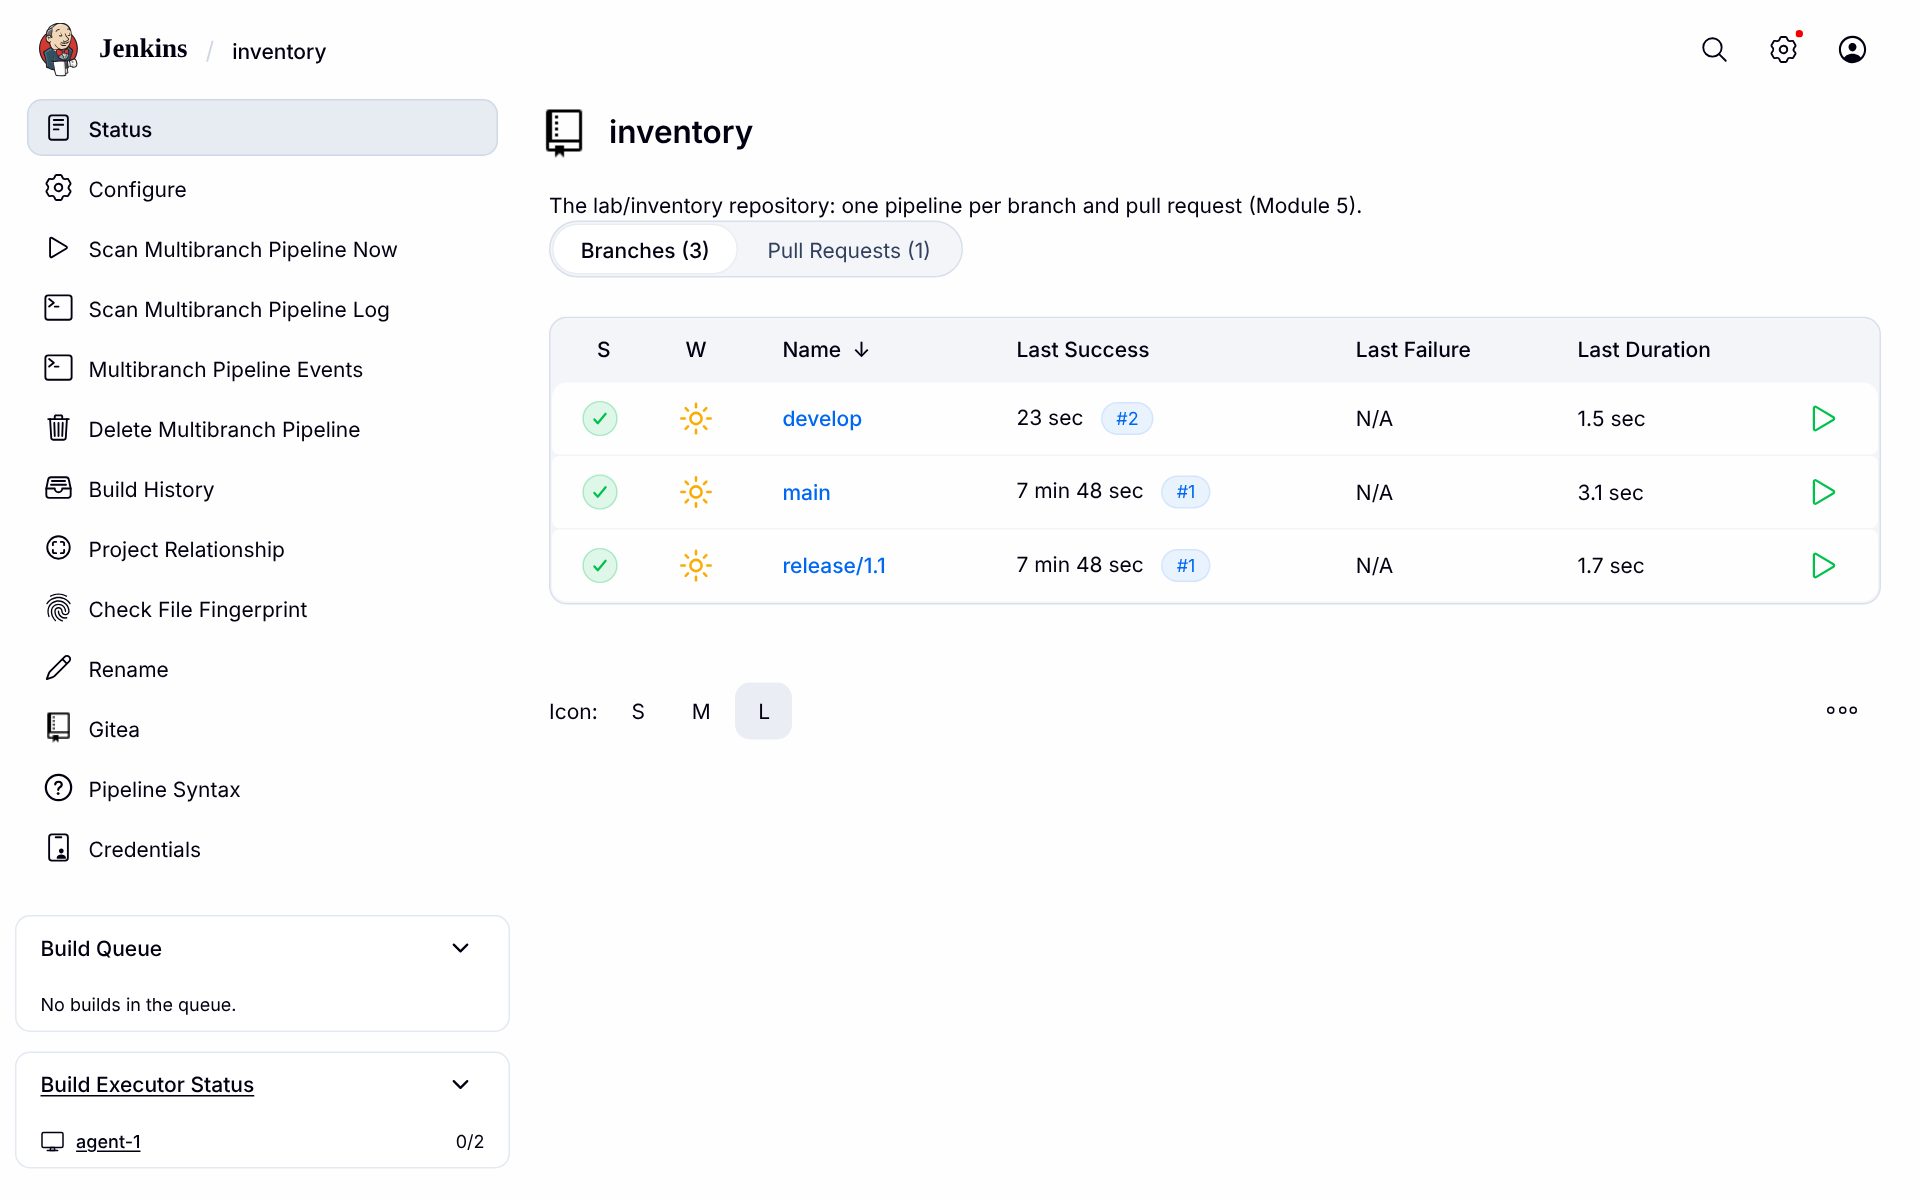 Jenkins / inventory
Status
Configure
Scan Multibranch Pipeline Now
Scan Multibranch Pipeline Log
Multibranch Pipeline Events
Delete Multibranch Pipeline
Build History
Project Relationship
Check File Fingerprint
Rename
Gitea
Pipeline Syntax
Credentials
Build Queue
No builds in the queue.
Build Executor Status
agent-1 0/2
inventory
The lab/inventory repository: one pipeline per branch and pull request (Module 5).
Branches (3) Pull Requests (1)
S W Name ↓ Last Success Last Failure Last Duration
develop 23 sec #2 N/A 1.5 sec
main 7 min 48 sec #1 N/A 3.1 sec
release/1.1 7 min 48 sec #1 N/A 1.7 sec
Icon: S M L